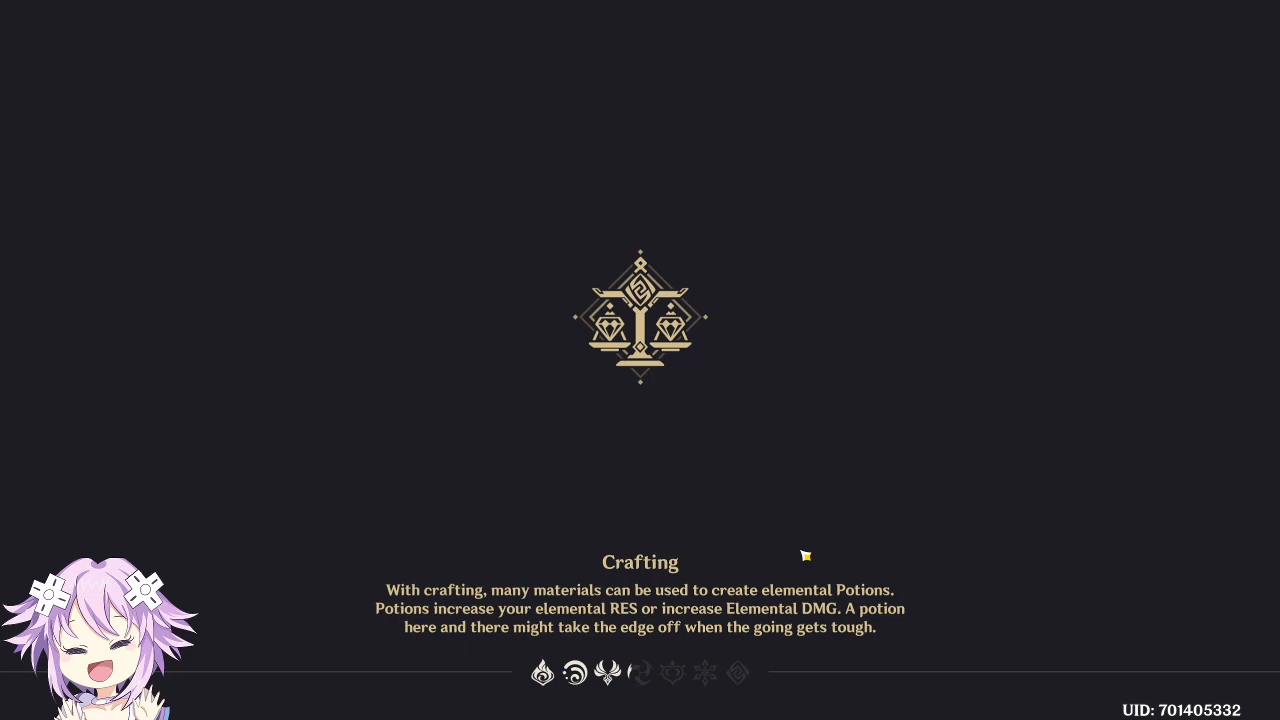 Crafting
With crafting, many materials can be used to create elemental Potions.
Potions increase your elemental RES or increase Elemental DMG. A potion
here and there might take the edge off when the going gets tough.
UID: 701405332